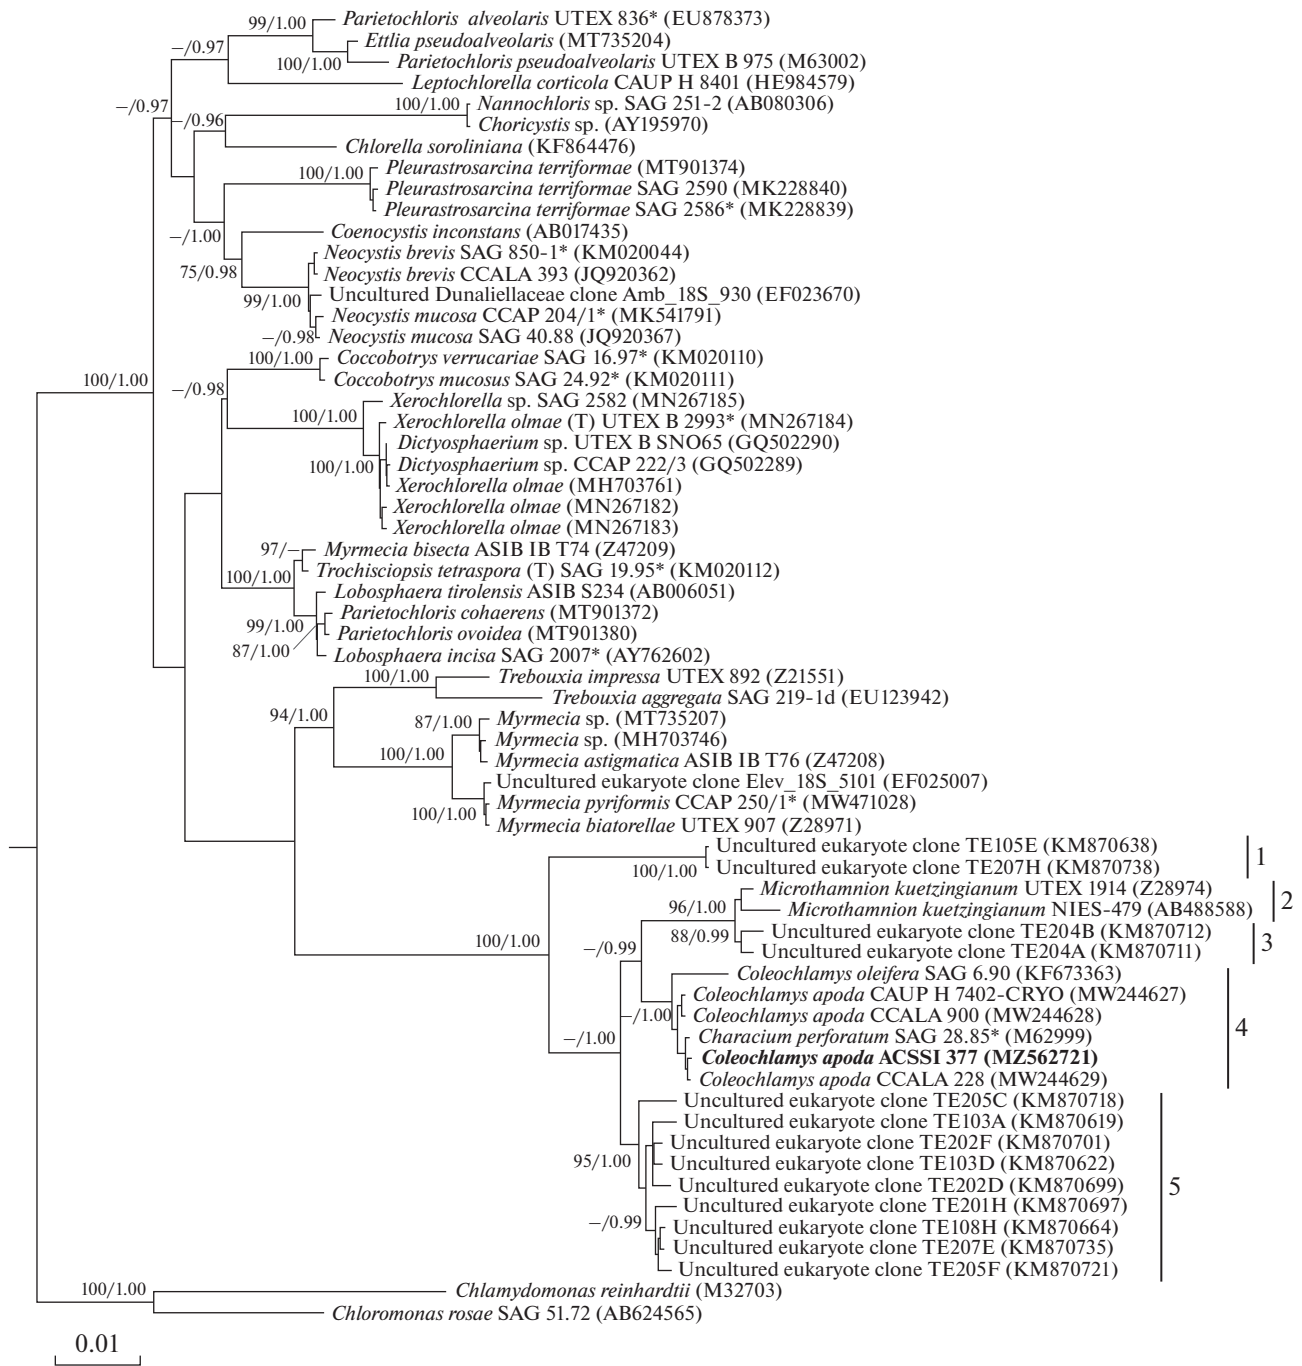 99/1.00 Parietochloris alveolaris UTEX 836* (EU878373)
Ettlia pseudoalveolaris (MT735204)
-/0.97
100/1.00 Parietochloris pseudoalveolaris UTEX B 975 (M63002)
Leptochlorella corticola CAUP H 8401 (HE984579)
-/0.97
100/1.00 Nannochloris sp. SAG 251-2 (AB080306)
-/0.96 Choricystis sp. (AY195970)
Chlorella soroliniana (KF864476)
100/1.00 Pleurastrosarcina terriformae (MT901374)
Pleurastrosarcina terriformae SAG 2590 (MK228840)
Pleurastrosarcina terriformae SAG 2586* (MK228839)
-/1.00 Coenocystis inconstans (AB017435)
Neocystis brevis SAG 850-1* (KM020044)
75/0.98 Neocystis brevis CCALA 393 (JQ920362)
99/1.00 Uncultured Dunaliellaceae clone Amb_18S_930 (EF023670)
Neocystis mucosa CCAP 204/1* (MK541791)
-/0.98 Neocystis mucosa SAG 40.88 (JQ920367)
100/1.00 Coccobotrys verrucariae SAG 16.97* (KM020110)
100/1.00 -/0.98 Coccobotrys mucosus SAG 24.92* (KM020111)
Xerochlorella sp. SAG 2582 (MN267185)
100/1.00 Xerochlorella olmae (T) UTEX B 2993* (MN267184)
Dictyosphaerium sp. UTEX B SNO65 (GQ502290)
100/1.00 Dictyosphaerium sp. CCAP 222/3 (GQ502289)
Xerochlorella olmae (MH703761)
Xerochlorella olmae (MN267182)
Xerochlorella olmae (MN267183)
97/- Myrmecia bisecta ASIB IB T74 (Z47209)
100/1.00 Trochisciopsis tetraspora (T) SAG 19.95* (KM020112)
Lobosphaera tirolensis ASIB S234 (AB006051)
Parietochloris cohaerens (MT901372)
99/1.00 Parietochloris ovoidea (MT901380)
87/1.00 Lobosphaera incisa SAG 2007* (AY762602)
100/1.00 Trebouxia impressa UTEX 892 (Z21551)
Trebouxia aggregata SAG 219-1d (EU123942)
94/1.00 87/1.00 Myrmecia sp. (MT735207)
Myrmecia sp. (MH703746)
100/1.00 Myrmecia astigmatica ASIB IB T76 (Z47208)
Uncultured eukaryote clone Elev_18S_5101 (EF025007)
Myrmecia pyriformis CCAP 250/1* (MW471028)
100/1.00 Myrmecia biatorellae UTEX 907 (Z28971)
Uncultured eukaryote clone TE105E (KM870638) 1
100/1.00 Uncultured eukaryote clone TE207H (KM870738)
Microthamnion kuetzingianum UTEX 1914 (Z28974) 2
96/1.00 Microthamnion kuetzingianum NIES-479 (AB488588)
88/0.99 Uncultured eukaryote clone TE204B (KM870712) 3
100/1.00 -/0.99 Uncultured eukaryote clone TE204A (KM870711)
Coleochlamys oleifera SAG 6.90 (KF673363)
Coleochlamys apoda CAUP H 7402-CRYO (MW244627)
-/1.00 Coleochlamys apoda CCALA 900 (MW244628) 4
-/1.00 Characium perforatum SAG 28.85* (M62999)
Coleochlamys apoda ACSSI 377 (MZ562721)
Coleochlamys apoda CCALA 228 (MW244629)
Uncultured eukaryote clone TE205C (KM870718)
Uncultured eukaryote clone TE103A (KM870619)
Uncultured eukaryote clone TE202F (KM870701)
95/1.00 Uncultured eukaryote clone TE103D (KM870622)
Uncultured eukaryote clone TE202D (KM870699) 5
Uncultured eukaryote clone TE201H (KM870697)
-/0.99 Uncultured eukaryote clone TE108H (KM870664)
Uncultured eukaryote clone TE207E (KM870735)
Uncultured eukaryote clone TE205F (KM870721)
100/1.00 Chlamydomonas reinhardtii (M32703)
Chloromonas rosae SAG 51.72 (AB624565)
0.01